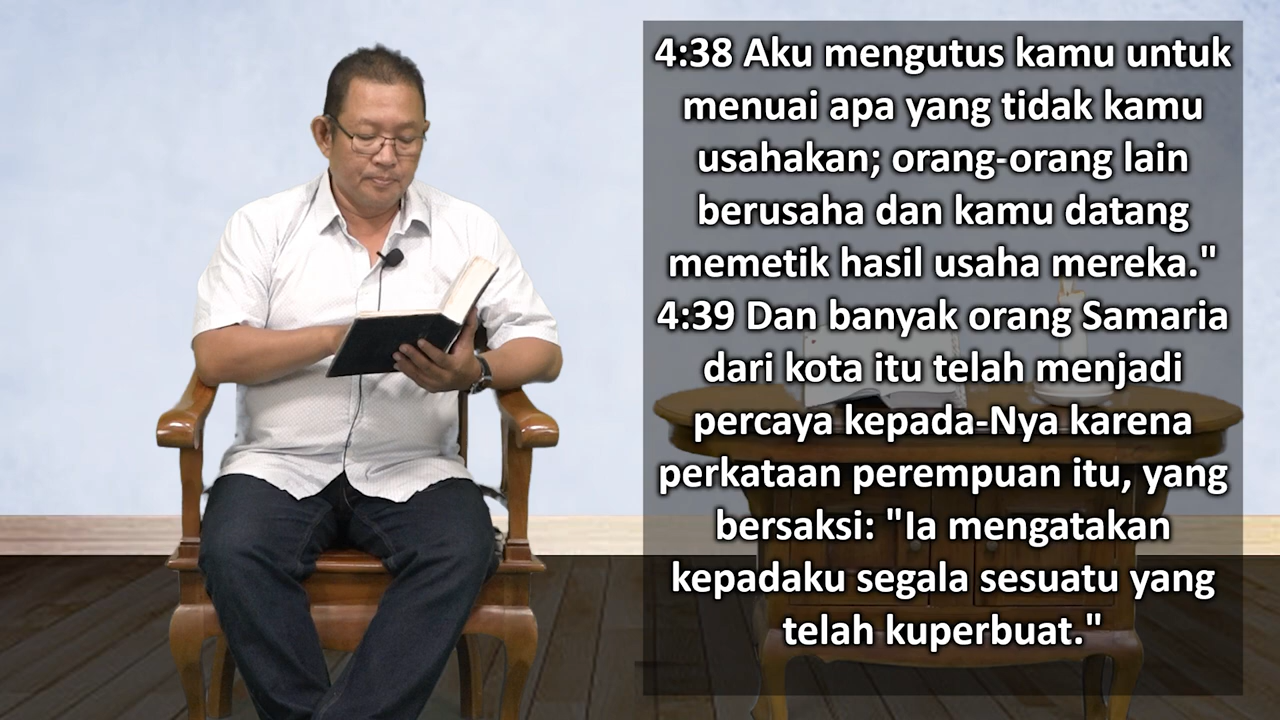 4:38 Aku mengutus kamu untuk
menuai apa yang tidak kamu
usahakan; orang-orang lain
berusaha dan kamu datang
memetik hasil usaha mereka."
4:39 Dan banyak orang Samaria
dari kota itu telah menjadi
percaya kepada-Nya karena
perkataan perempuan itu, yang
bersaksi: "Ia mengatakan
kepadaku segala sesuatu yang
telah kuperbuat."